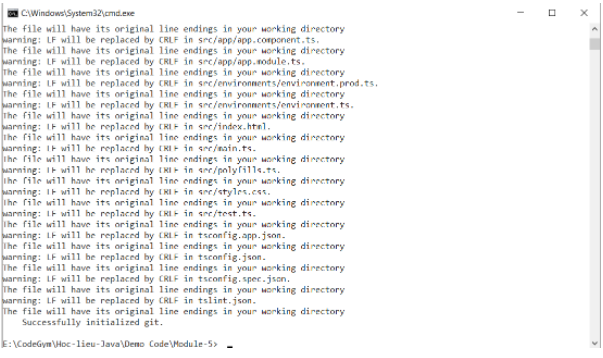 C:\Windows\System32\cmd.exe
The file will have its original line endings in your working directory
warning: LF will be replaced by CRLF in src/app/app.component.ts.
The file will have its original line endings in your working directory
warning: LF will be replaced by CRLF in src/app/app.module.ts.
The file will have its original line endings in your working directory
warning: LF will be replaced by CRLF in src/environments/environment.prod.ts.
The file will have its original line endings in your working directory
warning: LF will be replaced by CRLF in src/environments/environment.ts.
The file will have its original line endings in your working directory
warning: LF will be replaced by CRLF in src/index.html.
The file will have its original line endings in your working directory
warning: LF will be replaced by CRLF in src/main.ts.
The file will have its original line endings in your working directory
warning: LF will be replaced by CRLF in src/polyfills.ts.
The file will have its original line endings in your working directory
warning: LF will be replaced by CRLF in src/styles.css.
The file will have its original line endings in your working directory
warning: LF will be replaced by CRLF in src/test.ts.
The file will have its original line endings in your working directory
warning: LF will be replaced by CRLF in tsconfig.app.json.
The file will have its original line endings in your working directory
warning: LF will be replaced by CRLF in tsconfig.json.
The file will have its original line endings in your working directory
warning: LF will be replaced by CRLF in tsconfig.spec.json.
The file will have its original line endings in your working directory
warning: LF will be replaced by CRLF in tslint.json.
The file will have its original line endings in your working directory
Successfully initialized git.
E:\CodeGym\Hoc-lieu-Java\Demo Code\Module-5>